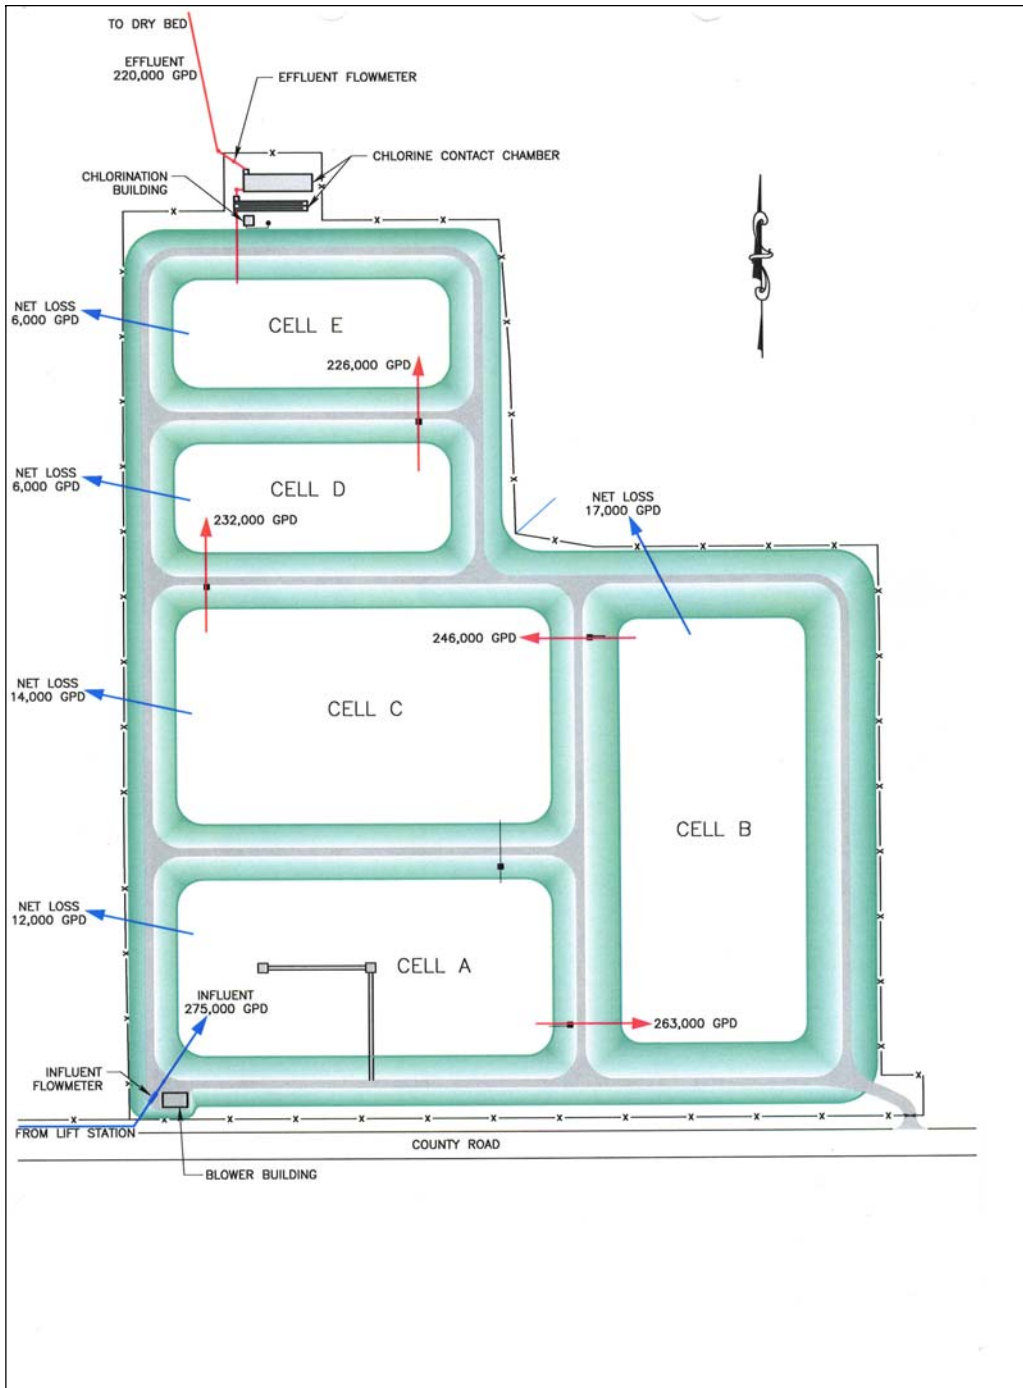 TO DRY BED
EFFLUENT
220,000 GPD
EFFLUENT FLOWMETER
CHLORINE CONTACT CHAMBER
CHLORINATION
BUILDING
NET LOSS
6,000 GPD
CELL E
226,000 GPD
NET LOSS
6,000 GPD
CELL D
232,000 GPD
NET LOSS
17,000 GPD
246,000 GPD
NET LOSS
14,000 GPD
CELL C
CELL B
NET LOSS
12,000 GPD
CELL A
INFLUENT
275,000 GPD
263,000 GPD
INFLUENT
FLOWMETER
FROM LIFT STATION
COUNTY ROAD
BLOWER BUILDING